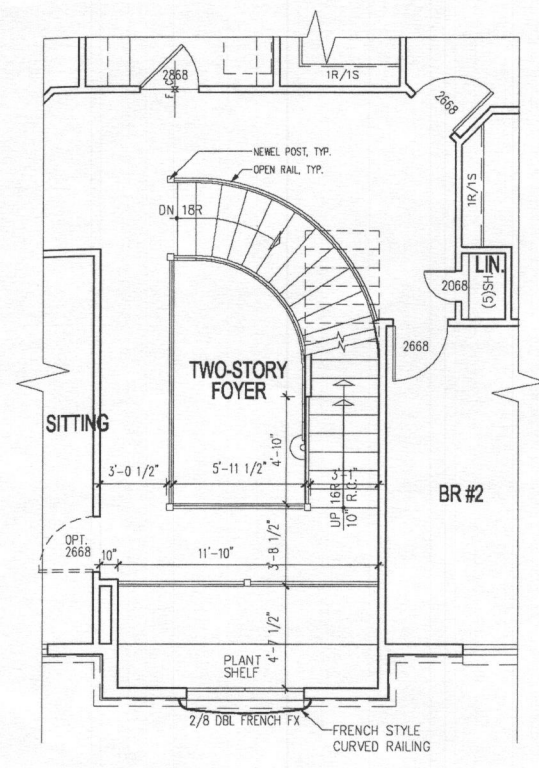 2868
F.G.
1R/1S
2668
NEWEL POST, TYP.
OPEN RAIL, TYP.
1R/1S
DN 18R
LIN.
(5)SH.
2068
2668
TWO-STORY
FOYER
SITTING
4'-10"
3'-0 1/2"
5'-11 1/2"
3'-1"
BR #2
UP 16R
10" R.C.
OPT.
2668
10"
11'-10"
3'-8 1/2"
4'-7 1/2"
PLANT
SHELF
2/8 DBL FRENCH FX
FRENCH STYLE
CURVED RAILING